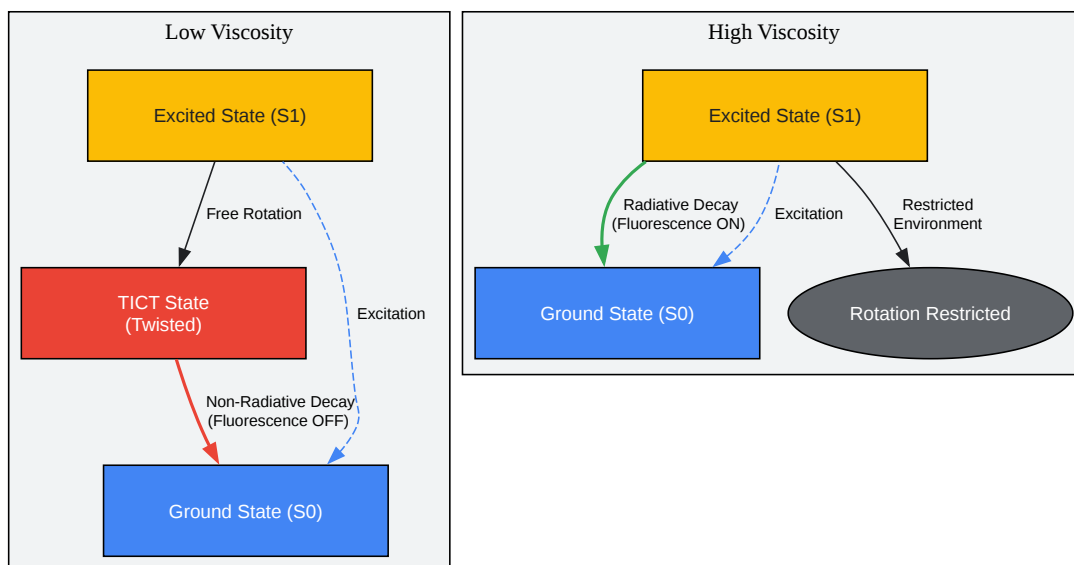 Low Viscosity
Excited State (S1)
Free Rotation
TICT State
(Twisted)
Excitation
Non-Radiative Decay
(Fluorescence OFF)
Ground State (S0)
High Viscosity
Excited State (S1)
Radiative Decay
(Fluorescence ON)
Excitation
Restricted
Environment
Ground State (S0)
Rotation Restricted